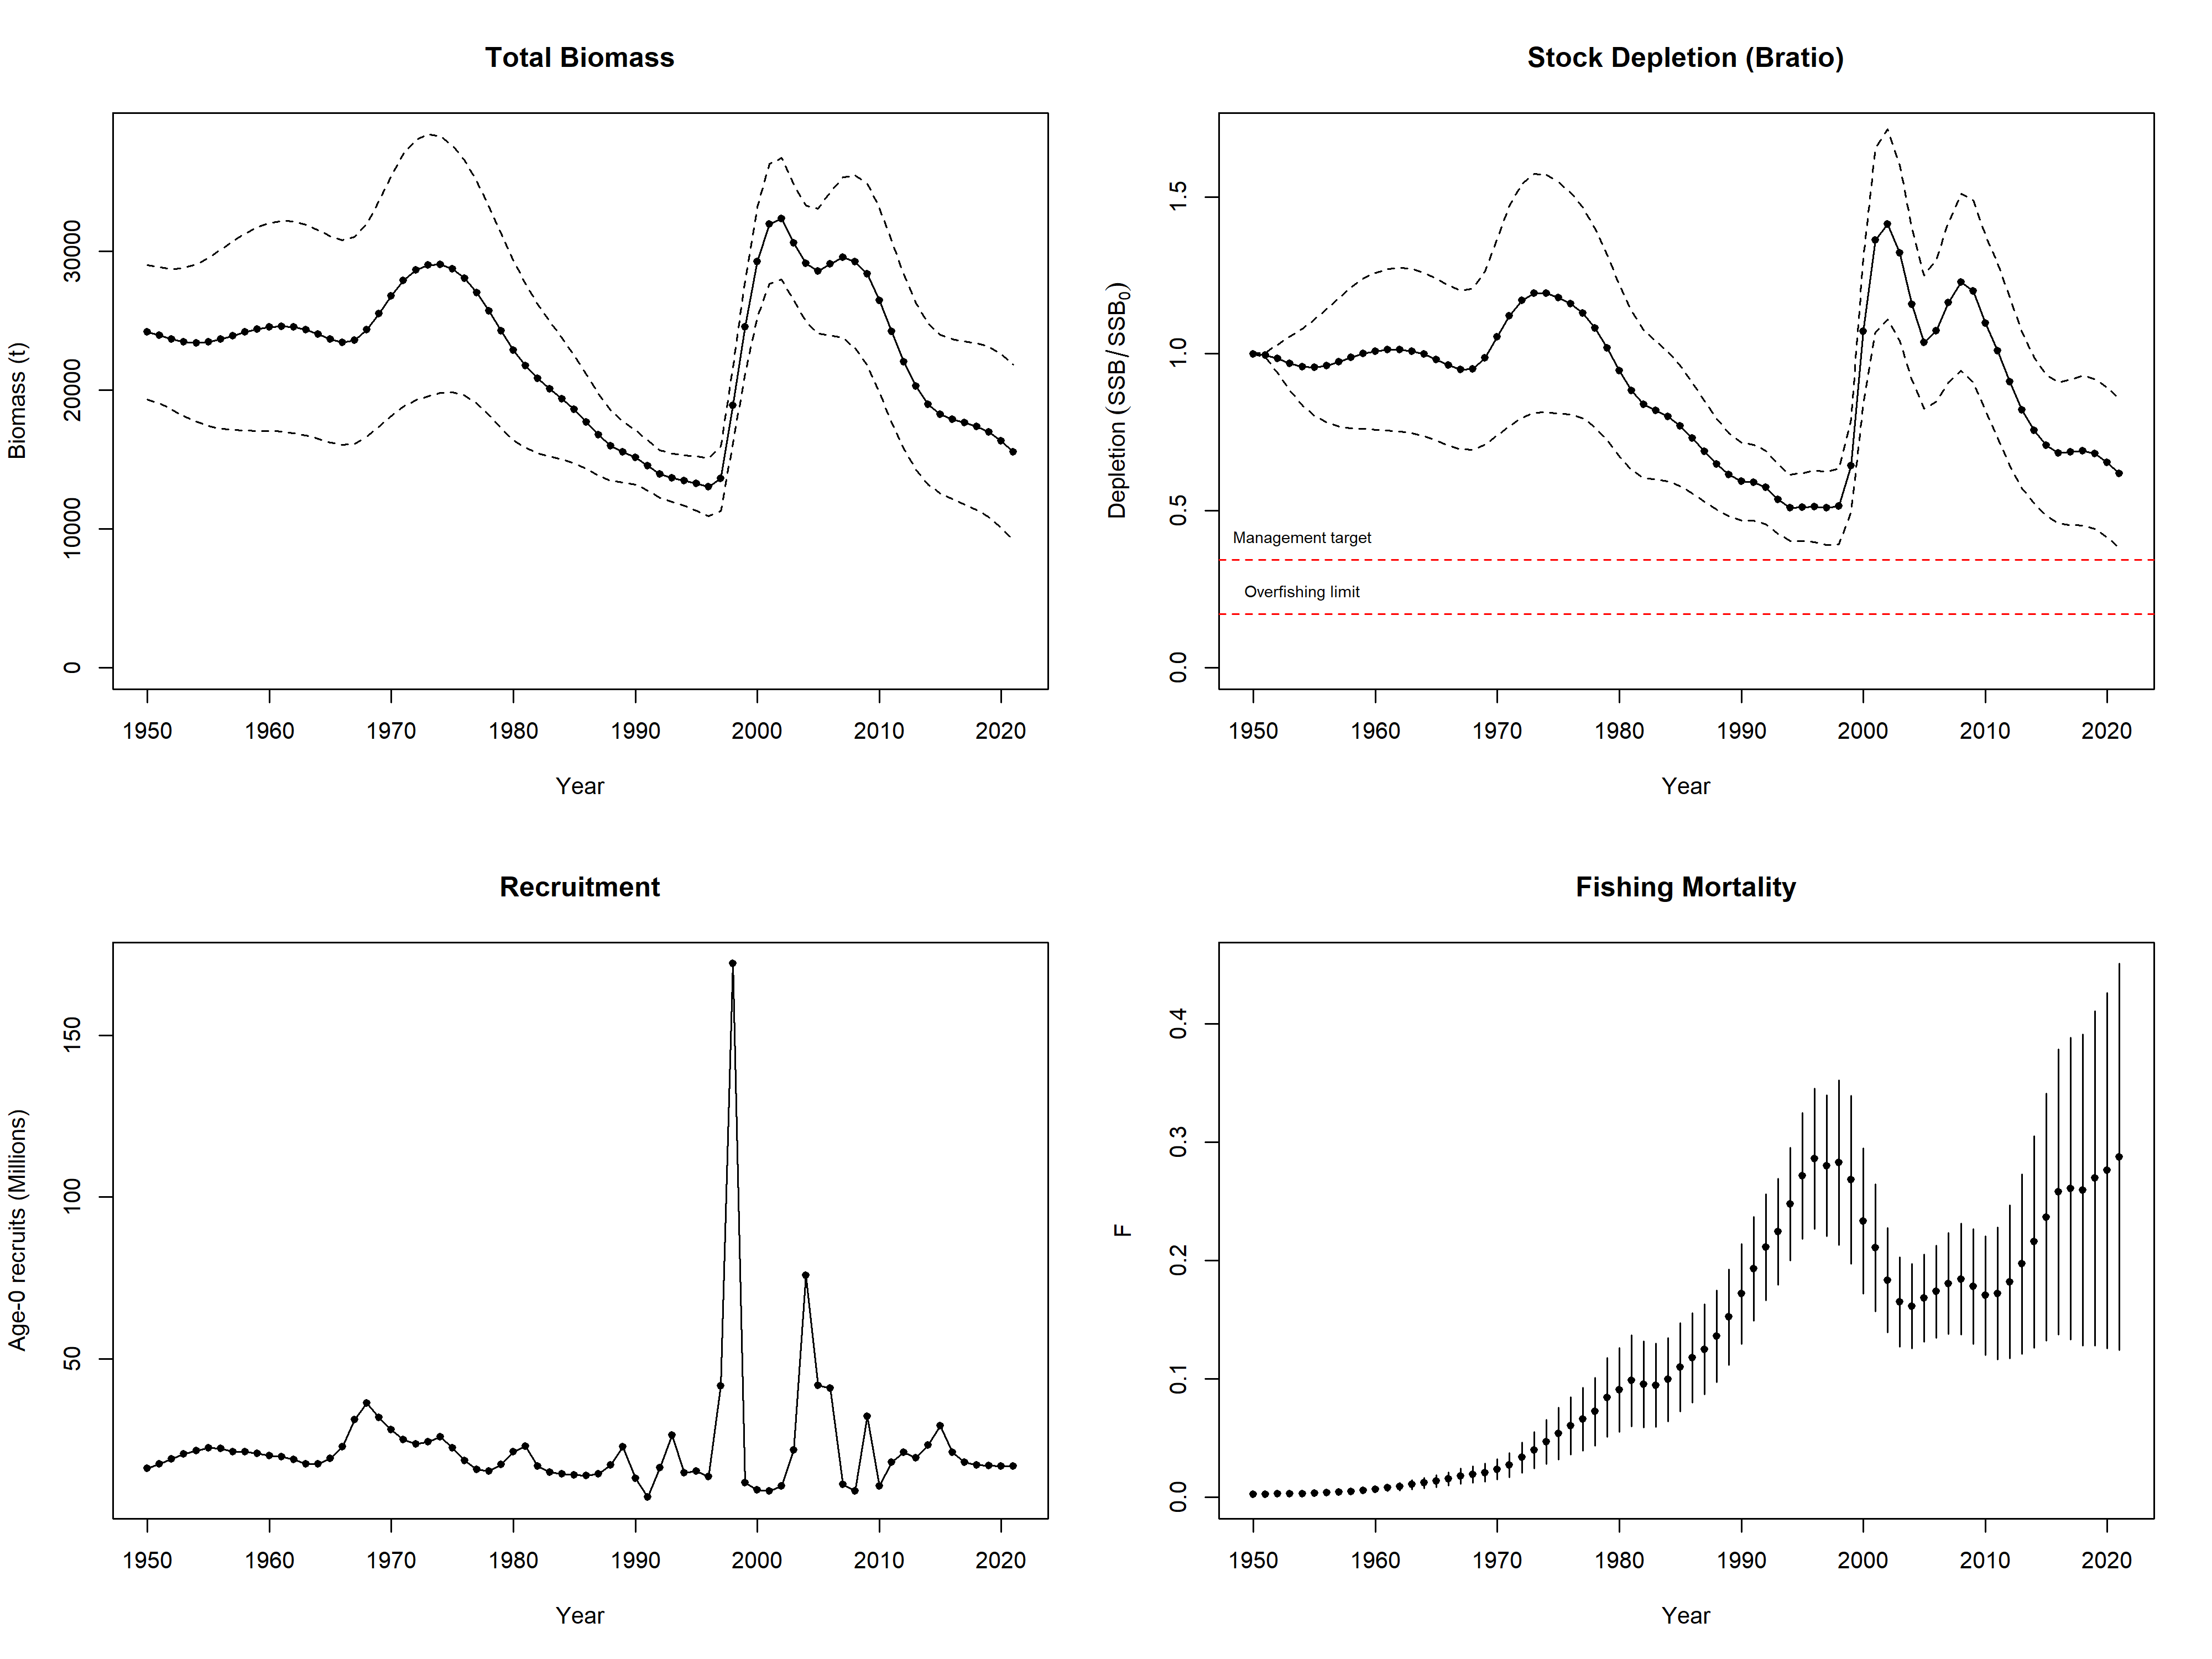 Total Biomass
Biomass (t)
30000
20000
10000
0
1950 1960 1970 1980 1990 2000 2010 2020
Year
Stock Depletion (Bratio)
Depletion (SSB/SSB₀)
1.5
1.0
0.5
0.0
Management target
Overfishing limit
1950 1960 1970 1980 1990 2000 2010 2020
Year
Recruitment
Age-0 recruits (Millions)
150
100
50
1950 1960 1970 1980 1990 2000 2010 2020
Year
Fishing Mortality
F
0.4
0.3
0.2
0.1
0.0
1950 1960 1970 1980 1990 2000 2010 2020
Year